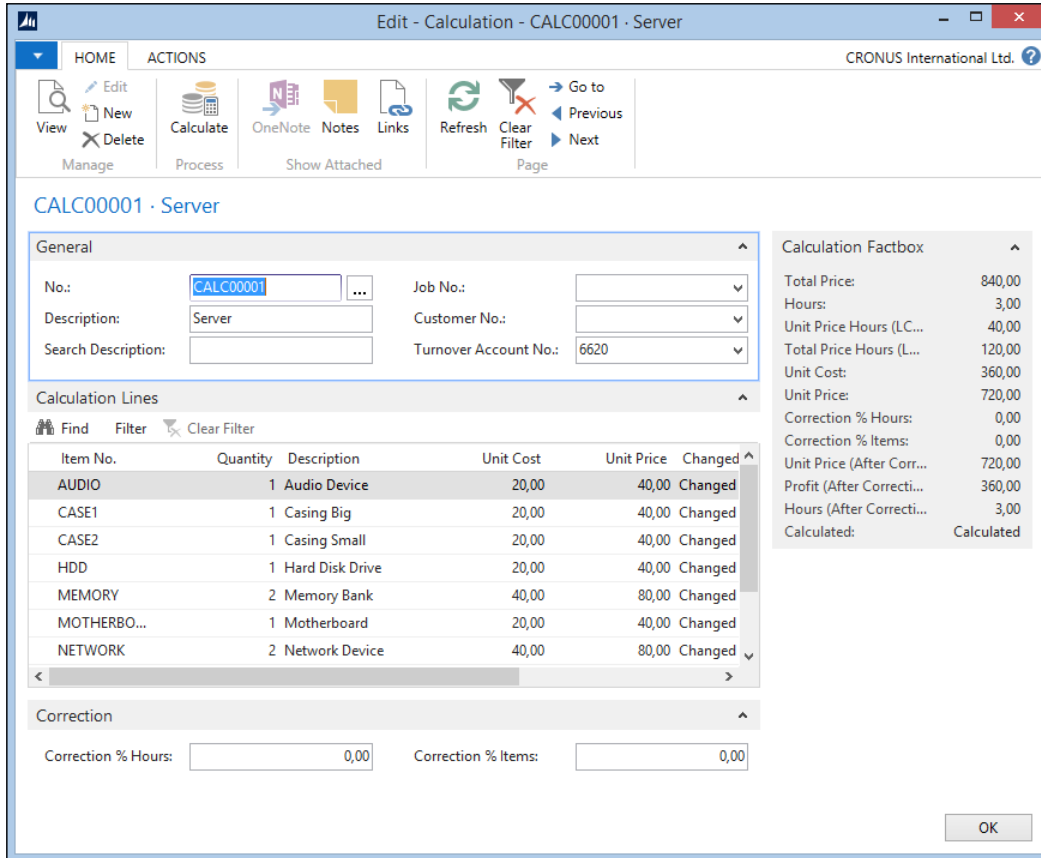 Edit - Calculation - CALC00001 · Server
HOME ACTIONS CRONUS International Ltd.
View
Edit
New
Delete
Manage
Calculate
Process
OneNote Notes Links
Show Attached
Refresh Clear Filter
Go to
Previous
Next
Page
CALC00001 · Server
General
No.: CALC00001 ... Job No.:
Description: Server Customer No.:
Search Description: Turnover Account No.: 6620
Calculation Lines
Find Filter Clear Filter
Item No. Quantity Description Unit Cost Unit Price Changed
AUDIO 1 Audio Device 20,00 40,00 Changed
CASE1 1 Casing Big 20,00 40,00 Changed
CASE2 1 Casing Small 20,00 40,00 Changed
HDD 1 Hard Disk Drive 20,00 40,00 Changed
MEMORY 2 Memory Bank 40,00 80,00 Changed
MOTHERBO... 1 Motherboard 20,00 40,00 Changed
NETWORK 2 Network Device 40,00 80,00 Changed
Correction
Correction % Hours: 0,00 Correction % Items: 0,00
Calculation Factbox
Total Price: 840,00
Hours: 3,00
Unit Price Hours (LC... 40,00
Total Price Hours (L... 120,00
Unit Cost: 360,00
Unit Price: 720,00
Correction % Hours: 0,00
Correction % Items: 0,00
Unit Price (After Corr... 720,00
Profit (After Correcti... 360,00
Hours (After Correcti... 3,00
Calculated: Calculated
OK